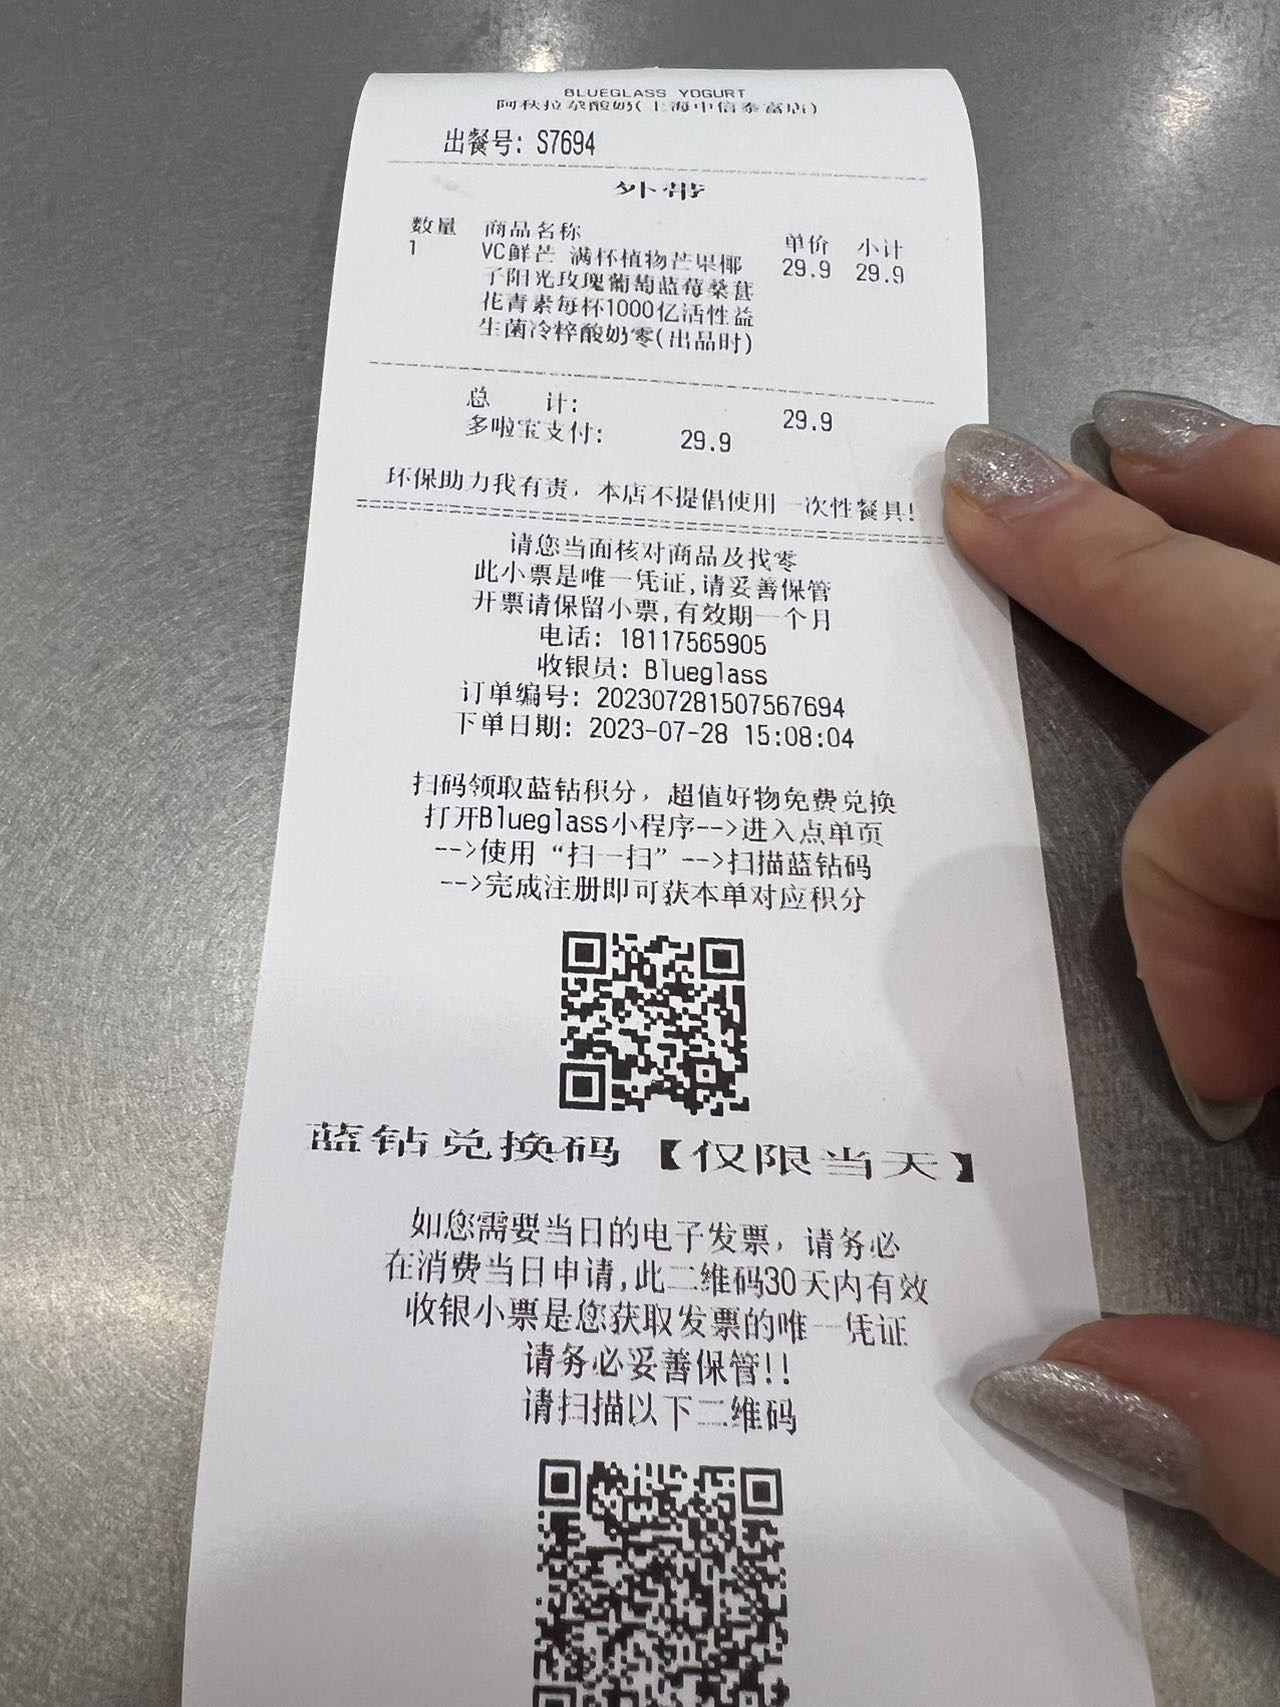 BLUEGLASS YOGURT
阿秋拉尕酸奶(上海中信泰富店)
出餐号: S7694
外带
数量 商品名称 单价 小计
1 VC鲜芒 满杯植物芒果椰 29.9 29.9
子阳光玫瑰葡萄蓝莓桑葚
花青素每杯1000亿活性益
生菌冷粹酸奶零(出品时)
总 计: 29.9
多啦宝支付: 29.9
环保助力我有责，本店不提倡使用一次性餐具!
请您当面核对商品及找零
此小票是唯一凭证,请妥善保管
开票请保留小票,有效期一个月
电话: 18117565905
收银员: Blueglass
订单编号: 202307281507567694
下单日期: 2023-07-28 15:08:04
扫码领取蓝钻积分，超值好物免费兑换
打开Blueglass小程序-->进入点单页
-->使用“扫一扫”-->扫描蓝钻码
-->完成注册即可获本单对应积分
蓝钻兑换码【仅限当天】
如您需要当日的电子发票，请务必
在消费当日申请,此二维码30天内有效
收银小票是您获取发票的唯一凭证
请务必妥善保管!!
请扫描以下二维码